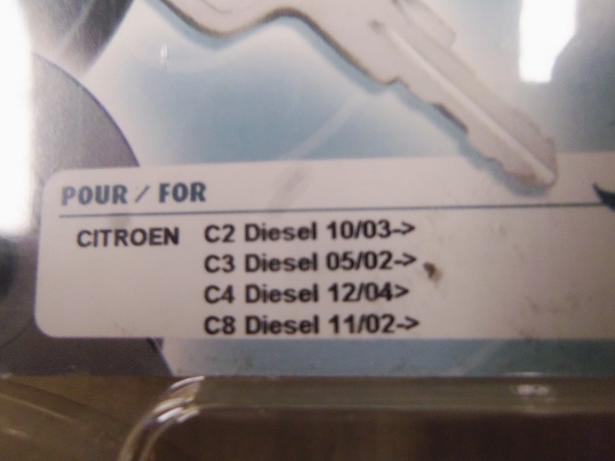 POUR / FOR
CITROEN C2 Diesel 10/03->
C3 Diesel 05/02->
C4 Diesel 12/04>
C8 Diesel 11/02->